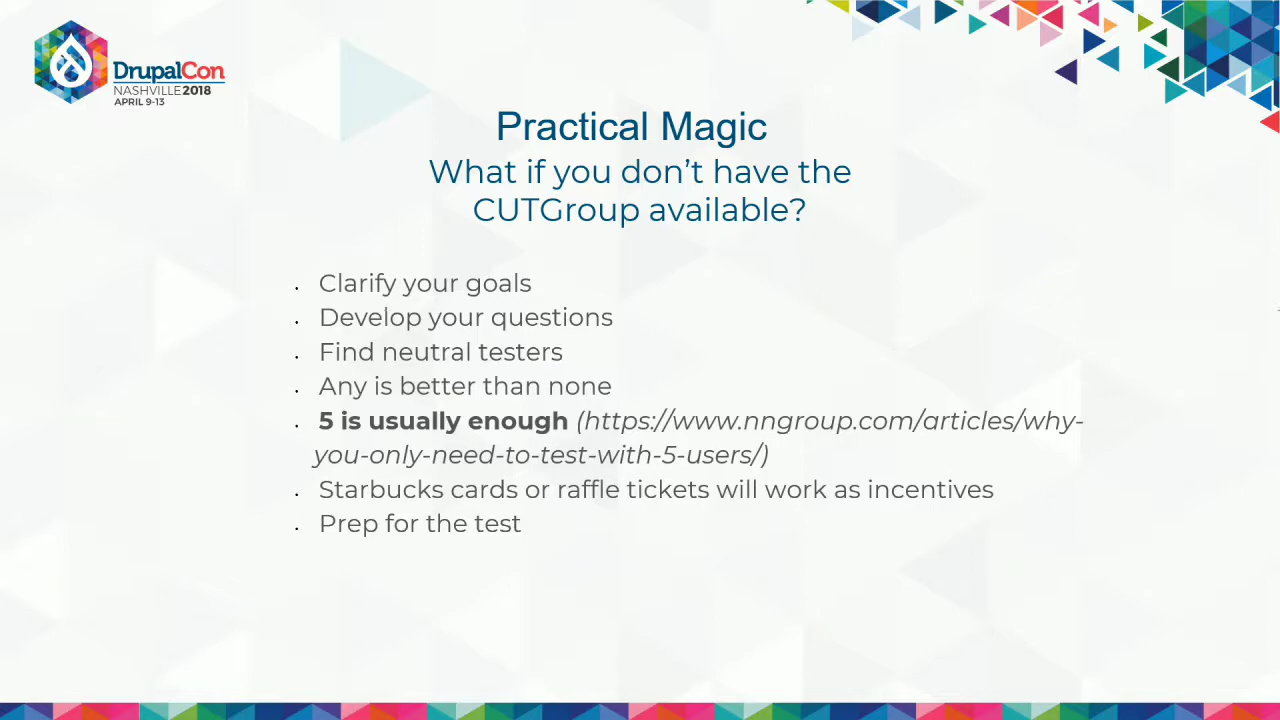 DrupalCon
NASHVILLE 2018
APRIL 9-13
Practical Magic
What if you don’t have the
CUTGroup available?
• Clarify your goals
• Develop your questions
• Find neutral testers
• Any is better than none
• 5 is usually enough (https://www.nngroup.com/articles/why-
you-only-need-to-test-with-5-users/)
• Starbucks cards or raffle tickets will work as incentives
• Prep for the test